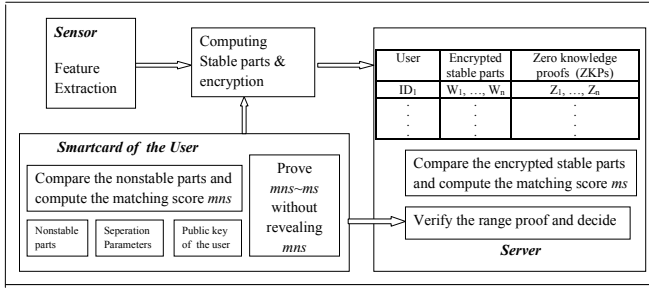 Sensor
Feature
Extraction
Computing
Stable parts &
encryption
User
Encrypted
stable parts
Zero knowledge
proofs (ZKPs)
ID1
W1, …, Wn
Z1, …, Zn
.
.
.
.
.
.
.
.
.
Smartcard of the User
Compare the nonstable parts and
compute the matching score mns
Nonstable
parts
Seperation
Parameters
Public key
of the user
Prove
mns~ms
without
revealing
mns
Compare the encrypted stable parts
and compute the matching score ms
Verify the range proof and decide
Server